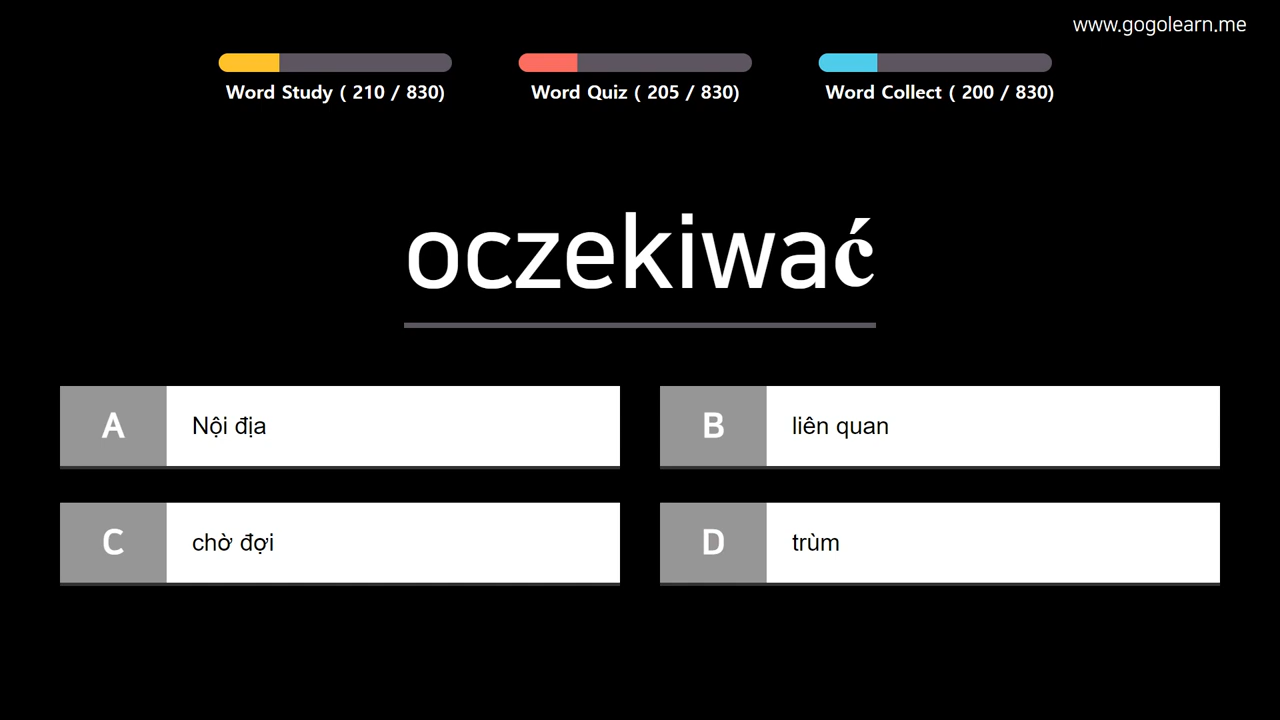 www.gogolearn.me
Word Study ( 210 / 830)
Word Quiz ( 205 / 830)
Word Collect ( 200 / 830)
oczekiwać
A Nội địa
B liên quan
C chờ đợi
D trùm